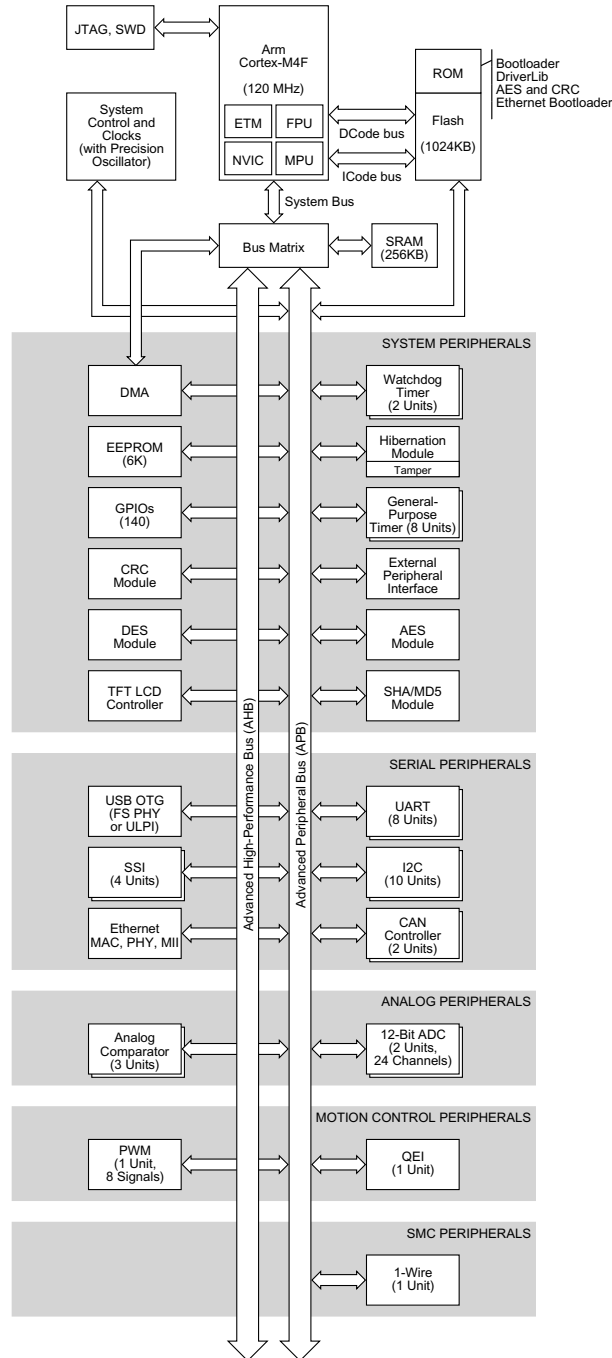 JTAG, SWD
Arm
Cortex-M4F
(120 MHz)
ETM
FPU
NVIC
MPU
ROM
Flash
(1024KB)
Bootloader
DriverLib
AES and CRC
Ethernet Bootloader
System
Control and
Clocks
(with Precision
Oscillator)
DCode bus
ICode bus
System Bus
Bus Matrix
SRAM
(256KB)
SYSTEM PERIPHERALS
DMA
Watchdog
Timer
(2 Units)
EEPROM
(6K)
Hibernation
Module
Tamper
GPIOs
(140)
General-
Purpose
Timer (8 Units)
CRC
Module
External
Peripheral
Interface
DES
Module
AES
Module
TFT LCD
Controller
SHA/MD5
Module
Advanced High-Performance Bus (AHB)
Advanced Peripheral Bus (APB)
SERIAL PERIPHERALS
USB OTG
(FS PHY
or ULPI)
UART
(8 Units)
SSI
(4 Units)
I2C
(10 Units)
Ethernet
MAC, PHY, MII
CAN
Controller
(2 Units)
ANALOG PERIPHERALS
Analog
Comparator
(3 Units)
12-Bit ADC
(2 Units,
24 Channels)
MOTION CONTROL PERIPHERALS
PWM
(1 Unit,
8 Signals)
QEI
(1 Unit)
SMC PERIPHERALS
1-Wire
(1 Unit)